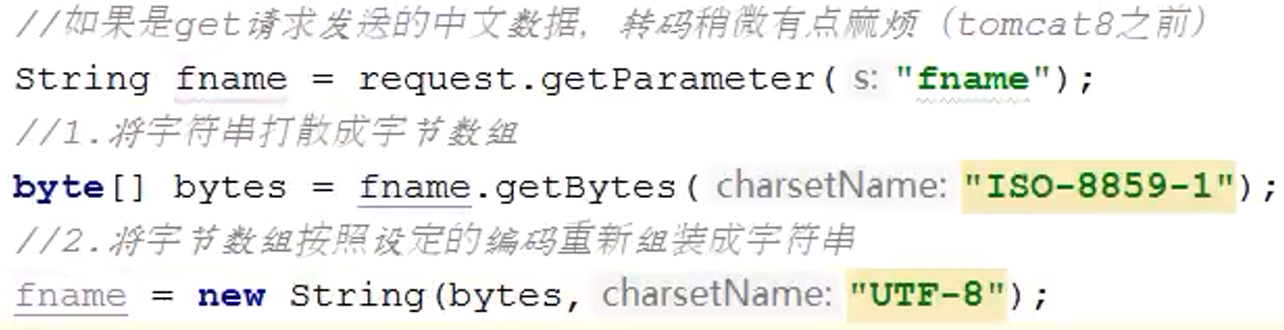 //如果是get请求发送的中文数据，转码稍微有点麻烦（tomcat8之前）
String fname = request.getParameter( s: "fname");
//1.将字符串打散成字节数组
byte[] bytes = fname.getBytes( charsetName: "ISO-8859-1");
//2.将字节数组按照设定的编码重新组装成字符串
fname = new String(bytes, charsetName: "UTF-8");